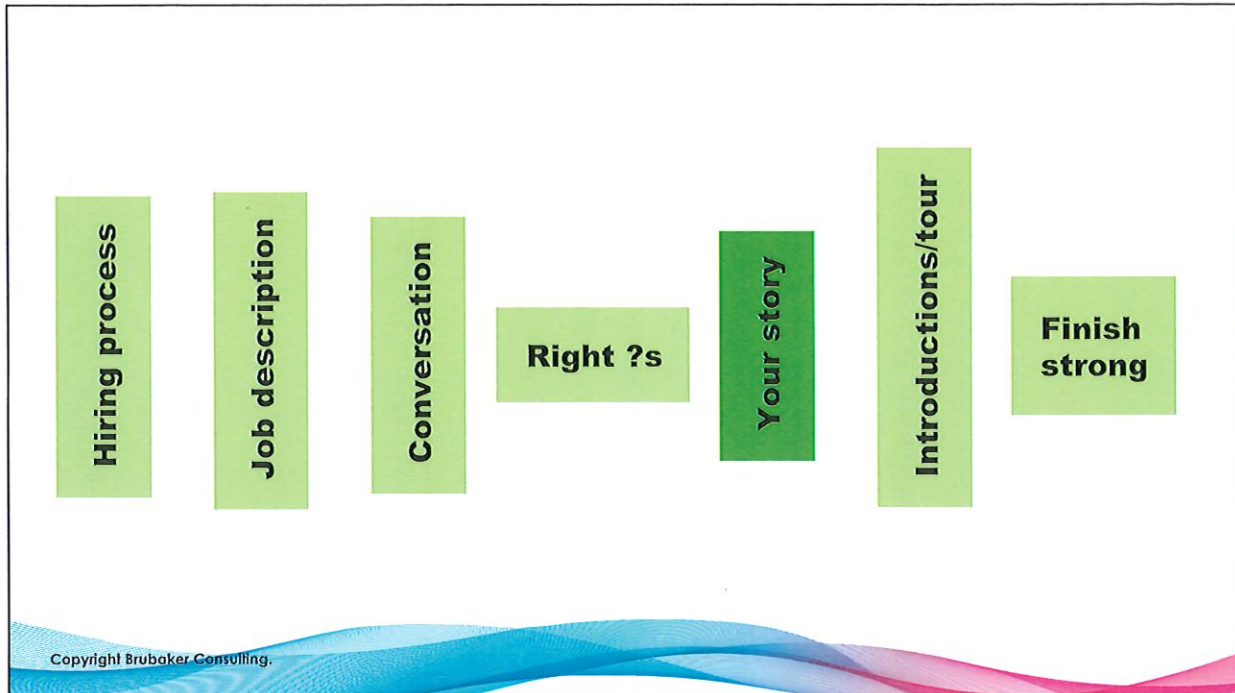 Hiring process
Job description
Conversation
Right ?s
Your story
Introductions/tour
Finish
strong
Copyright Brubaker Consulting.